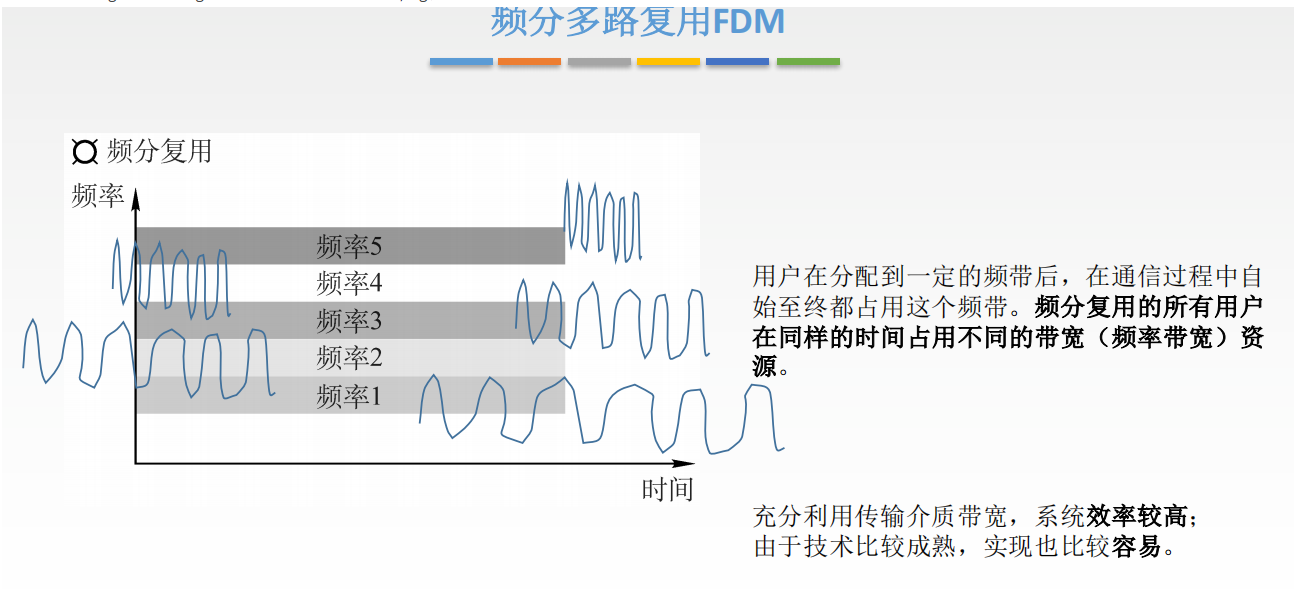 频分多路复用FDM
频分复用
频率
频率5
频率4
频率3
频率2
频率1
时间
用户在分配到一定的频带后，在通信过程中自
始至终都占用这个频带。频分复用的所有用户
在同样的时间占用不同的带宽（频率带宽）资
源。
充分利用传输介质带宽，系统效率较高；
由于技术比较成熟，实现也比较容易。